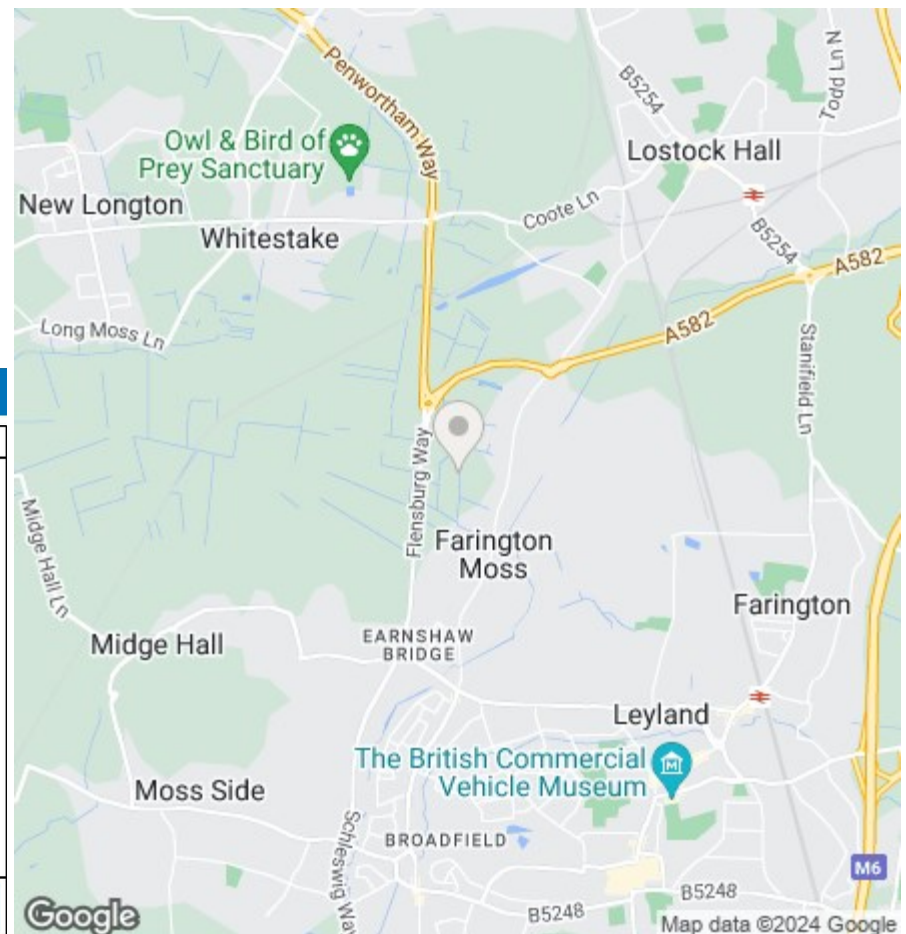 Penwortham Way
B5254
Todd Ln N
Owl & Bird of
Prey Sanctuary
Lostock Hall
New Longton
Coote Ln
Whitestake
B5254
A582
Long Moss Ln
A582
Stanifield Ln
Flensburg Way
Midge Hall Ln
Farington
Moss
Farington
EARNSHAW
BRIDGE
Midge Hall
Leyland
The British Commercial
Vehicle Museum
M
Moss Side
Schleswig Way
BROADFIELD
M6
B5248
B5248
Google
Map data ©2024 Google